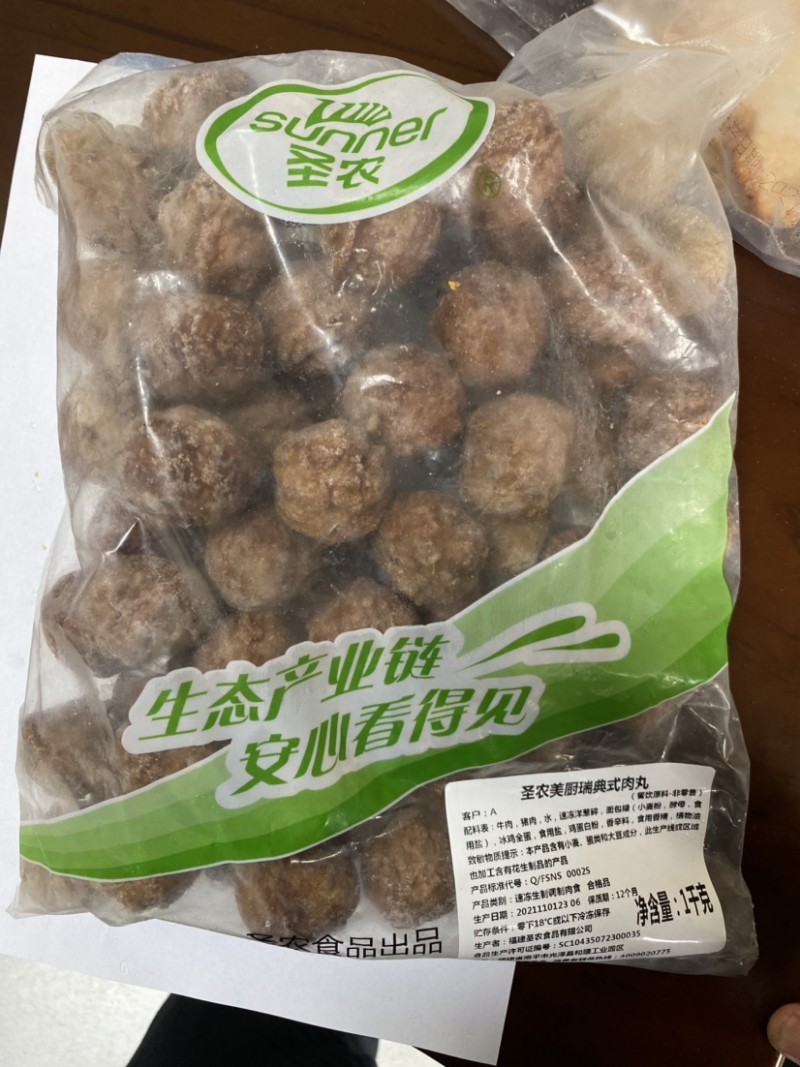 sunner
圣农
®
生态产业链
安心看得见
圣农美厨瑞典式肉丸
(餐饮原料-非零售)
客户：A
配料表：牛肉，猪肉，水，速冻洋葱碎，面包糠（小麦粉，酵母，食
用盐），冰鸡全蛋，食用盐，鸡蛋白粉，香辛料，食用香精，植物油
致敏物质提示：本产品含有小麦、蛋类和大豆成分，此生产线或区域
也加工含有花生制品的产品
产品标准代号：Q/FSNS 0002S
产品类别：速冻生制调制肉食 合格品
生产日期：2021110123 06 保质期：12个月
贮存条件：零下18℃或以下冷冻保存
净含量：1千克
生产者：福建圣农食品有限公司
食品生产许可证编号：SC10435072300035
4009020775
圣农食品出品